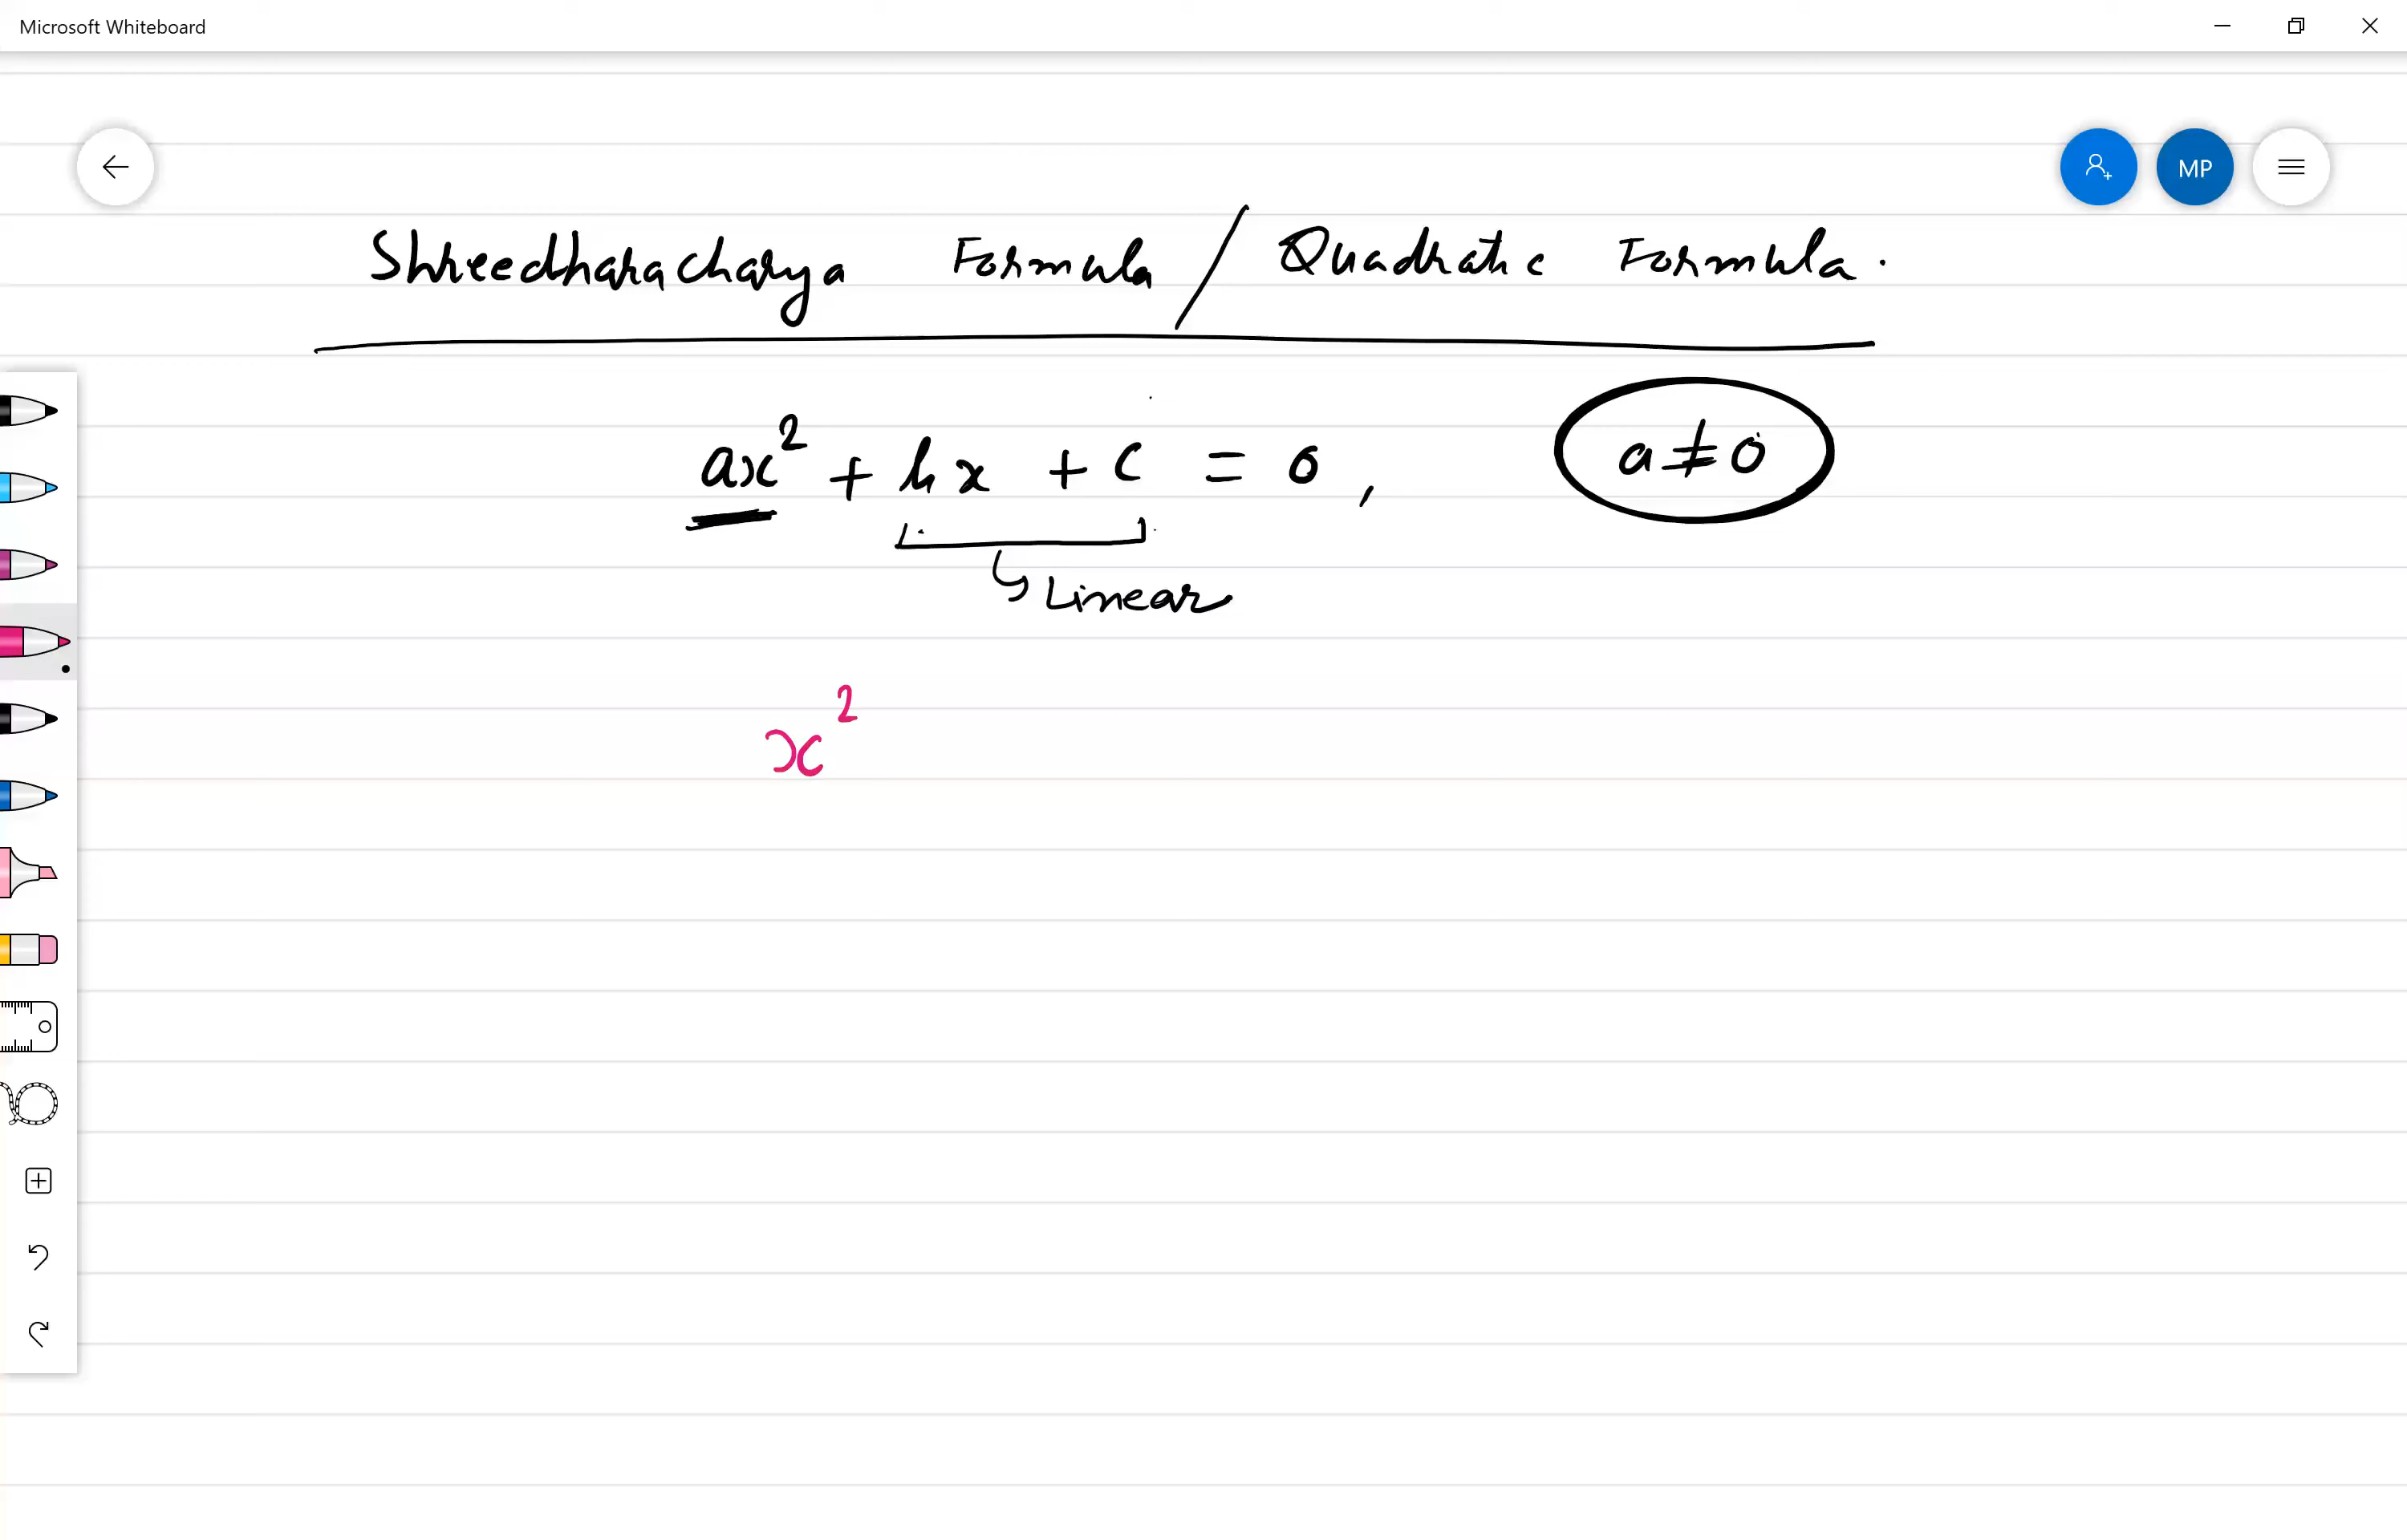 Microsoft Whiteboard
MP
Shreedharacharya Formula / Quadratic Formula.
ax² + bx + c = 0, a ≠ 0
↳ Linear
x²